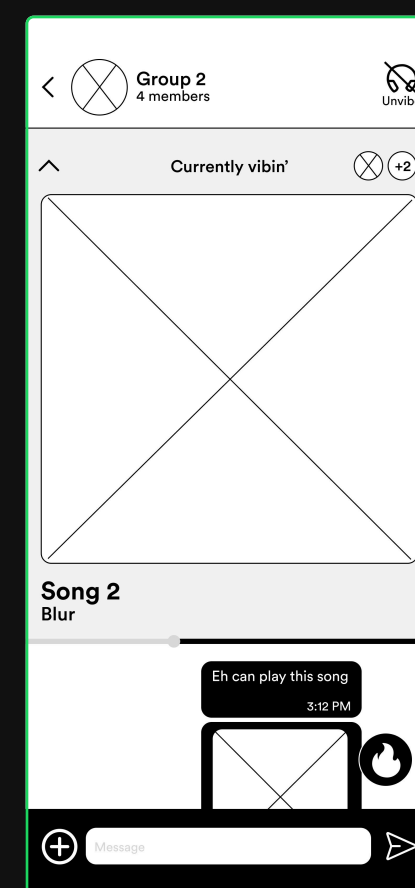 Group 2
4 members
Unvib
Currently vibin’
+2
Song 2
Blur
Eh can play this song
3:12 PM
Message